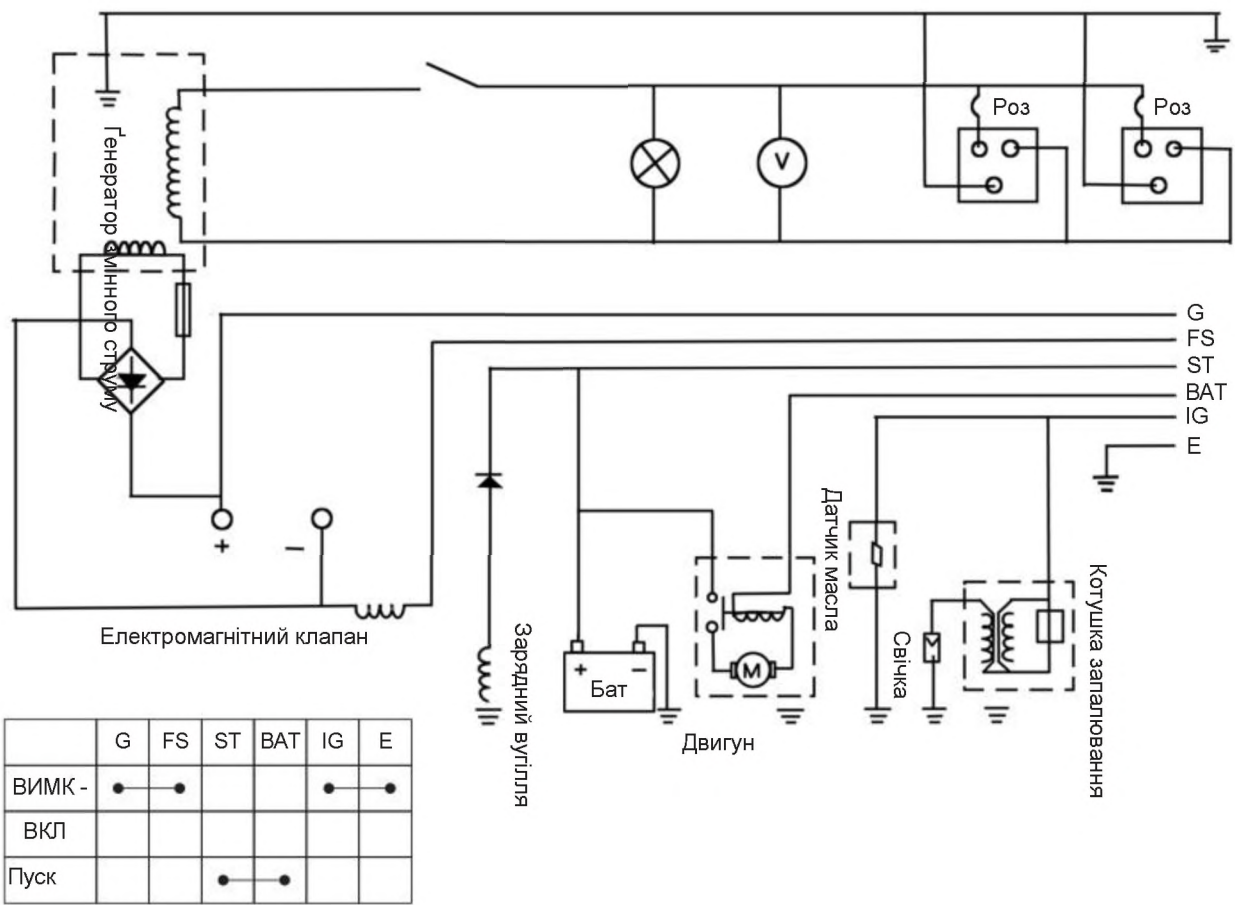 Роз
Роз
Ґенератор змінного струму
V
G
FS
ST
BAT
IG
E
+
−
Електромагнітний клапан
Зарядний вугілля
+ −
Бат
M
Двигун
Датчик масла
Свічка
Котушка запалювання
G FS ST BAT IG E
ВИМК -
ВКЛ
Пуск